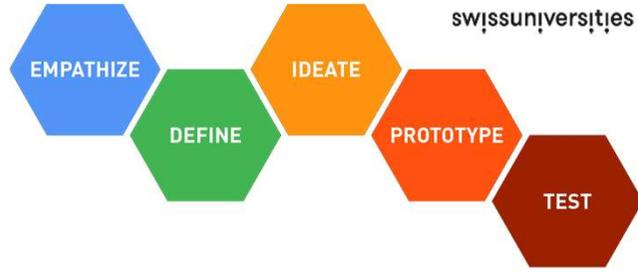 swissuniversities
EMPATHIZE
IDEATE
DEFINE
PROTOTYPE
TEST